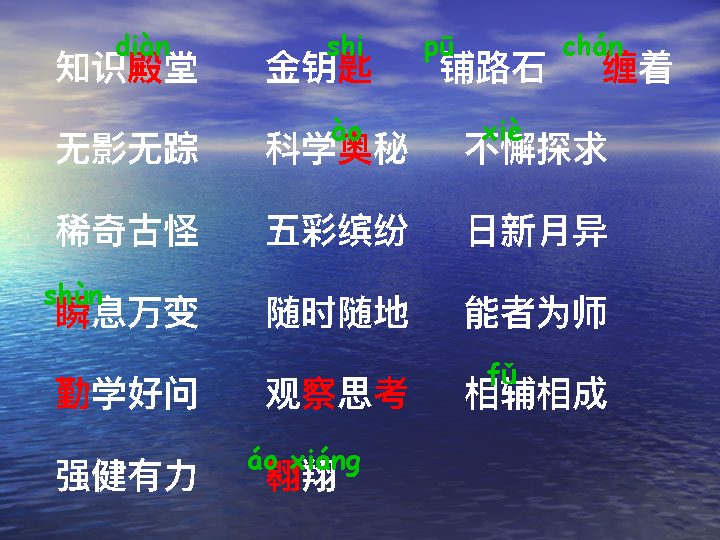 diàn shi pū chán
知识殿堂 金钥匙 铺路石 缠着
ào xiè
无影无踪 科学奥秘 不懈探求
稀奇古怪 五彩缤纷 日新月异
shùn
瞬息万变 随时随地 能者为师
fǔ
勤学好问 观察思考 相辅相成
áo xiáng
强健有力 翱翔